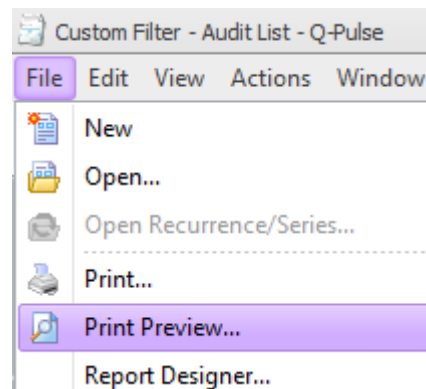 Custom Filter - Audit List - Q-Pulse
File Edit View Actions Window
New
Open...
Open Recurrence/Series...
Print...
Print Preview...
Report Designer...